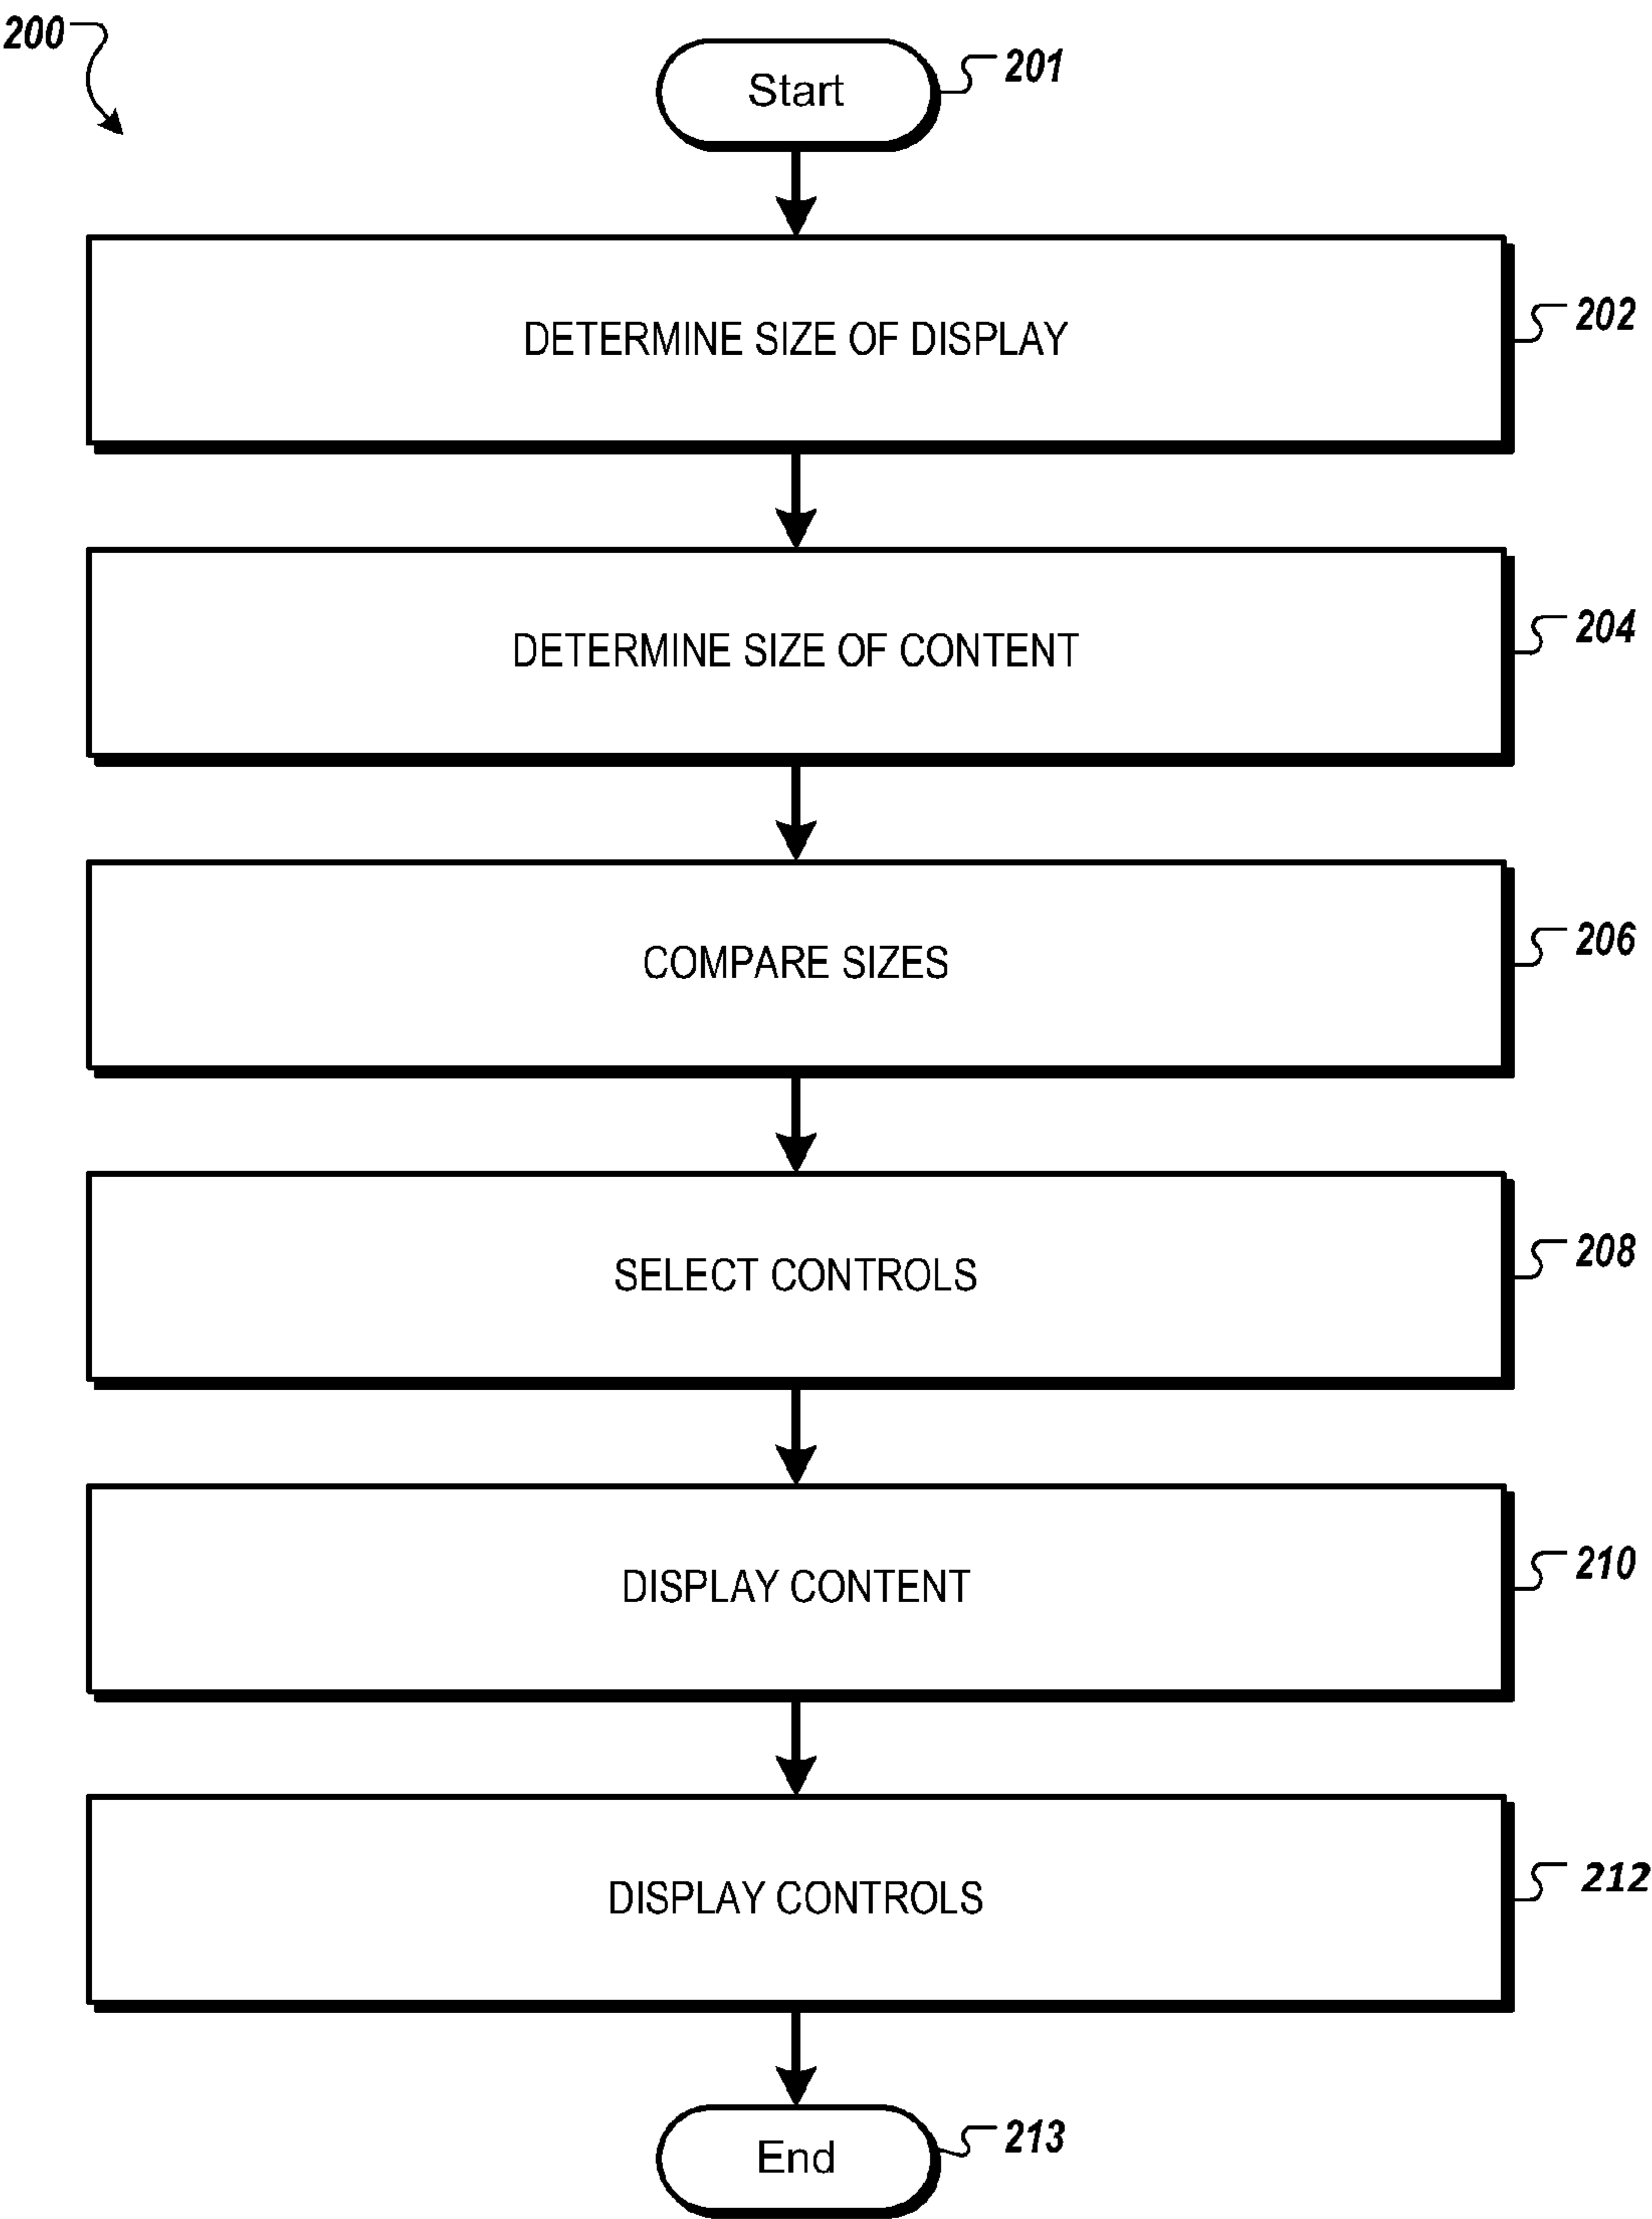 200
Start
201
DETERMINE SIZE OF DISPLAY
202
DETERMINE SIZE OF CONTENT
204
COMPARE SIZES
206
SELECT CONTROLS
208
DISPLAY CONTENT
210
DISPLAY CONTROLS
212
End
213